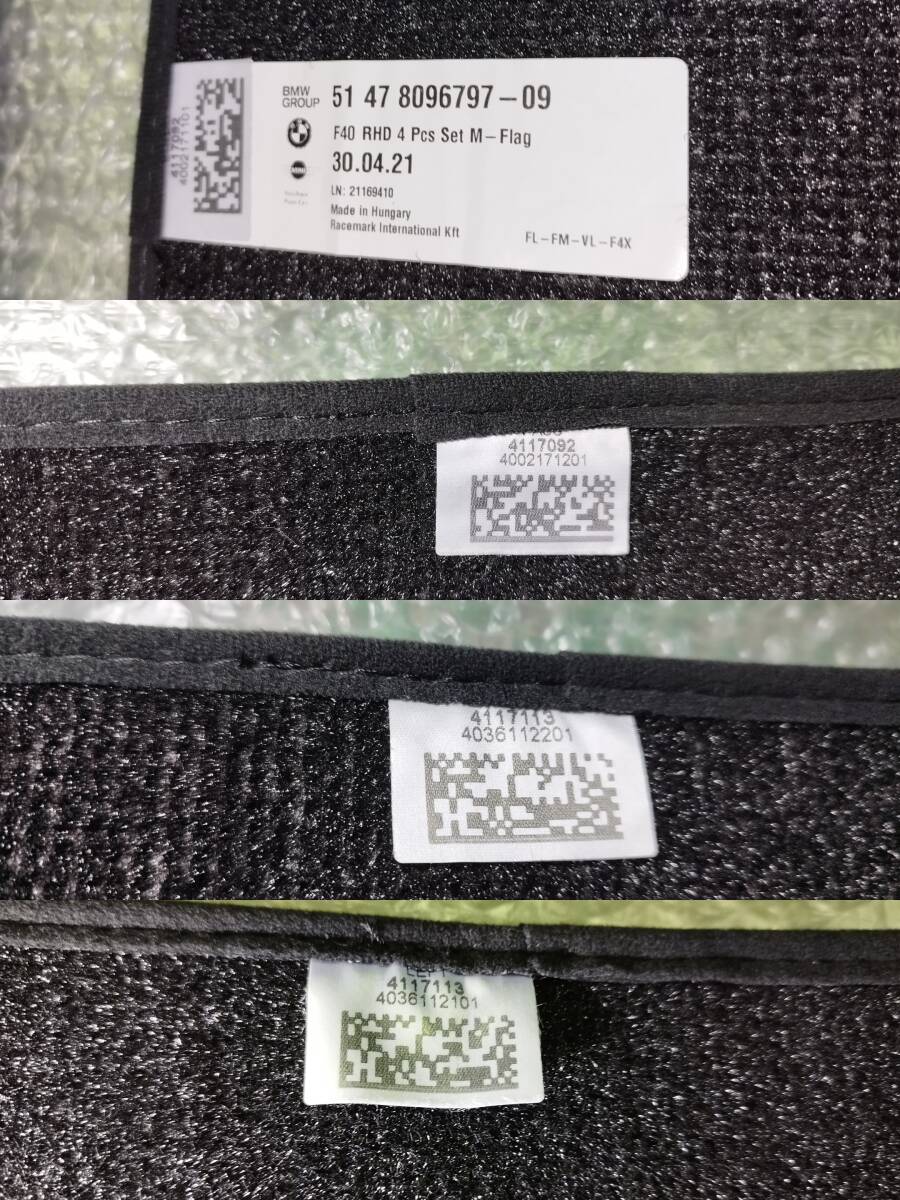 4117092
4002171101
BMW
GROUP
51 47 8096797-09
F40 RHD 4 Pcs Set M-Flag
30.04.21
LN: 21169410
Made in Hungary
Racemark International Kft
FL-FM-VL-F4X
4117092
4002171201
4117113
4036112201
LEFT
4117113
4036112101